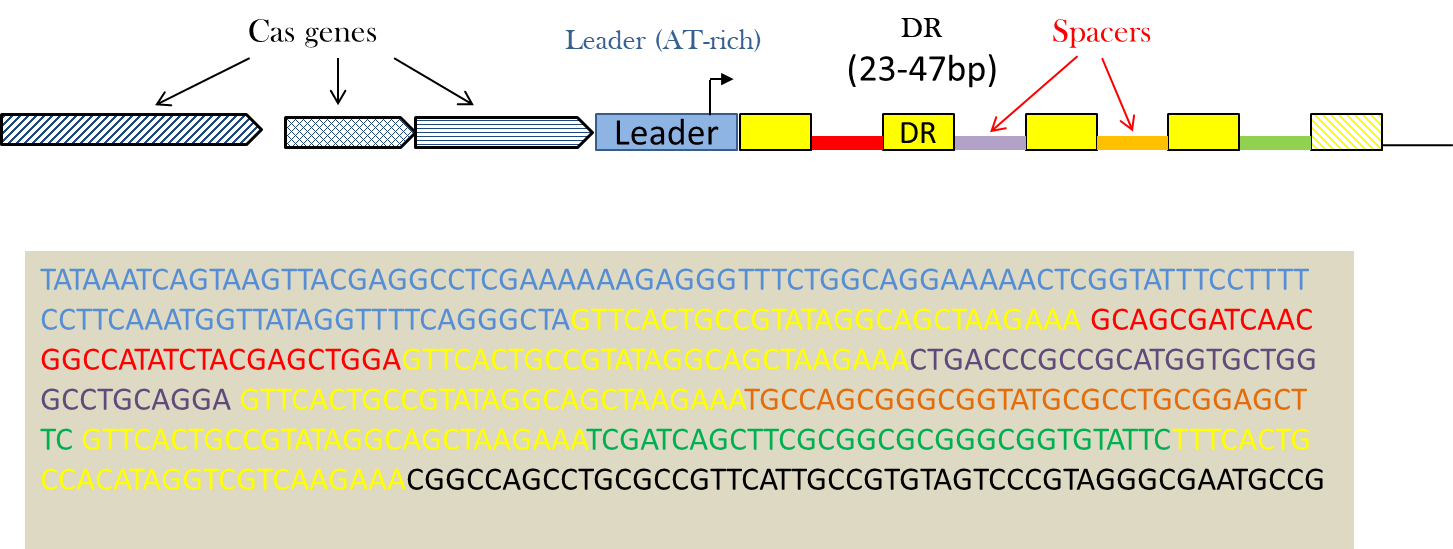 Cas genes
Leader (AT-rich)
DR
(23-47bp)
Spacers
Leader
DR
TATAAATCAGTAAGTTACGAGGCCTCGAAAAAAGAGGGTTTCTGGCAGGAAAAACTCGGTATTTCCTTTT
CCTTCAAATGGTTATAGGTTTTCAGGGCTAGTTCACTGCCGTATAGGCAGCTAAGAAA GCAGCGATCAAC
GGCCATATCTACGAGCTGGAGTTCACTGCCGTATAGGCAGCTAAGAAACTGACCCGCCGCATGGTGCTGG
GCCTGCAGGA GTTCACTGCCGTATAGGCAGCTAAGAAATGCCAGCGGGCGGTATGCGCCTGCGGAGCT
TC GTTCACTGCCGTATAGGCAGCTAAGAAATCGATCAGCTTCGCGGCGCGGGCGGTGTATTCTTTCACTG
CCACATAGGTCGTCAAGAAACGGCCAGCCTGCGCCGTTCATTGCCGTGTAGTCCCGTAGGGCGAATGCCG